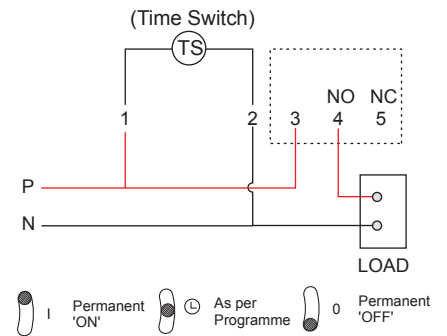 (Time Switch)
TS
NO NC
1 2 3 4 5
P
N
LOAD
I Permanent 'ON' As per Programme 0 Permanent 'OFF'